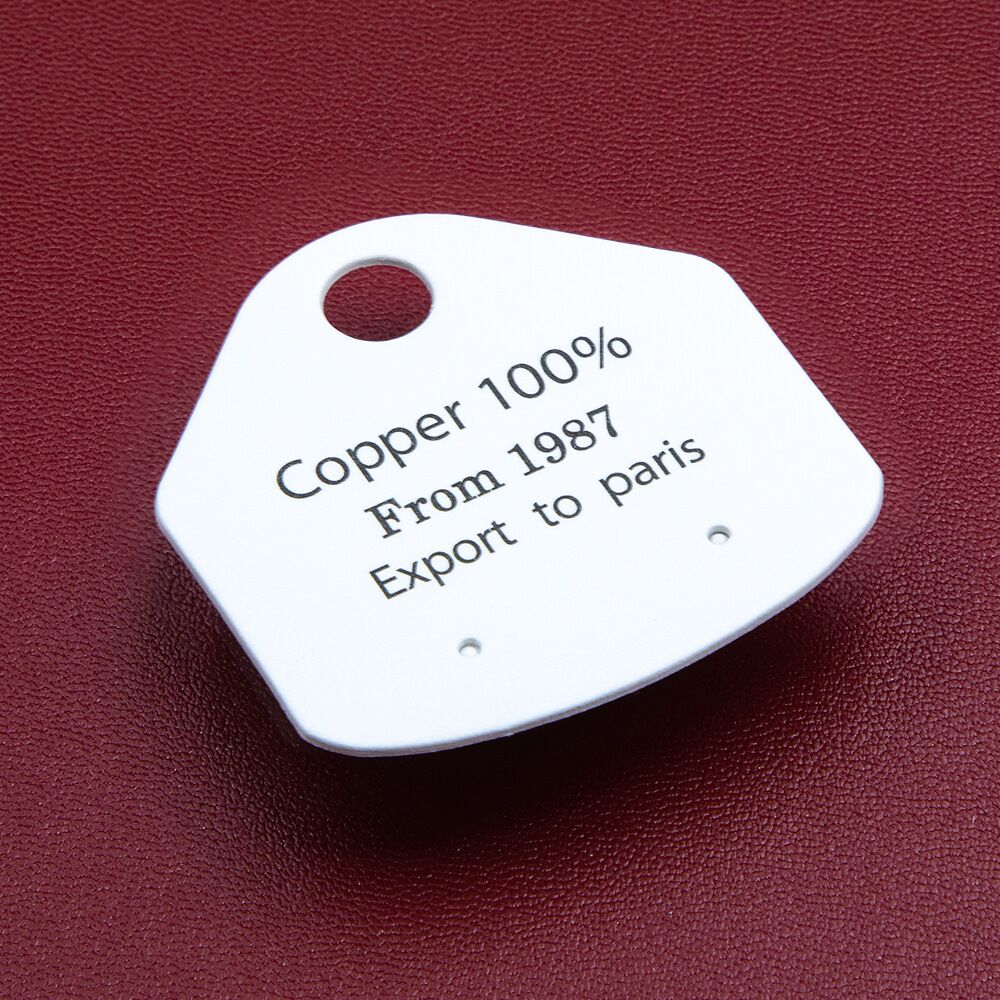 Copper 100%
From 1987
Export to paris